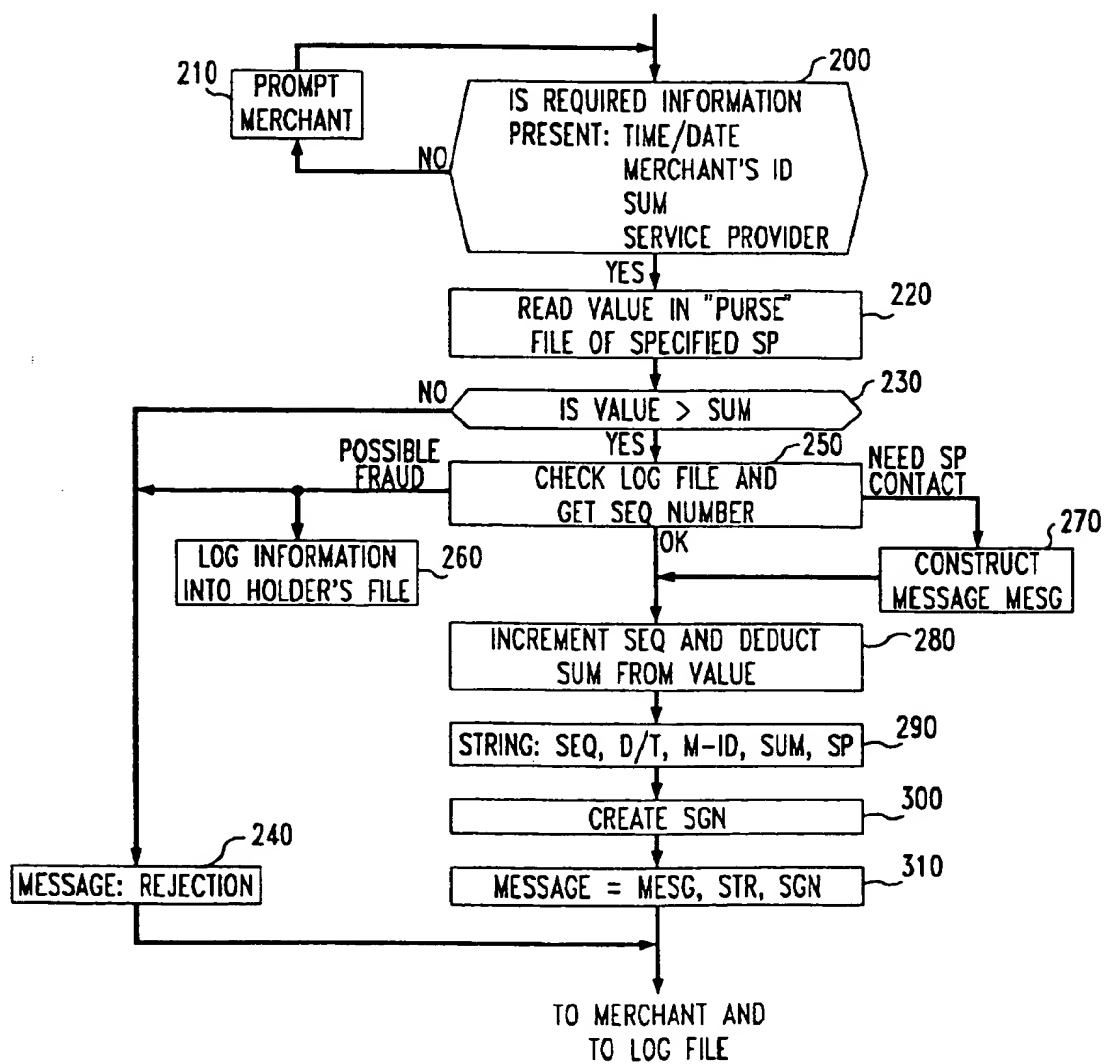 210
PROMPT
MERCHANT
200
IS REQUIRED INFORMATION
PRESENT: TIME/DATE
MERCHANT'S ID
SUM
SERVICE PROVIDER
NO
YES
220
READ VALUE IN "PURSE"
FILE OF SPECIFIED SP
230
NO
IS VALUE > SUM
YES
250
POSSIBLE
FRAUD
CHECK LOG FILE AND
GET SEQ NUMBER
NEED SP
CONTACT
OK
270
LOG INFORMATION
INTO HOLDER'S FILE
260
CONSTRUCT
MESSAGE MESG
280
INCREMENT SEQ AND DEDUCT
SUM FROM VALUE
290
STRING: SEQ, D/T, M-ID, SUM, SP
300
CREATE SGN
240
MESSAGE: REJECTION
310
MESSAGE = MESG, STR, SGN
TO MERCHANT AND
TO LOG FILE